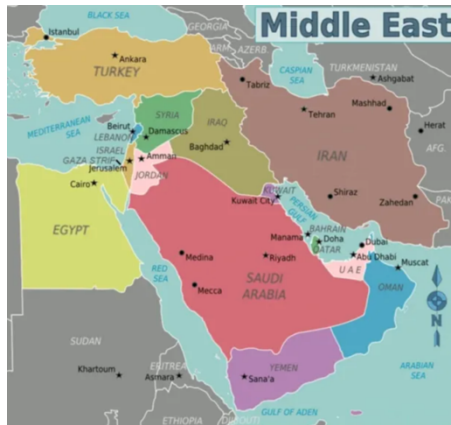 Middle East
BLACK SEA
GEORGIA
Istanbul
ARM.
AZERB.
CASPIAN
SEA
TURKMENISTAN
Ankara
TURKEY
Tabriz
Ashgabat
Tehran
Mashhad
Herat
AFG.
SYRIA
MEDITERRANEAN
SEA
Beirut
LEBANON
Damascus
IRAQ
Baghdad
IRAN
ISRAEL
GAZA STRIP
Amman
Jerusalem
JORDAN
Cairo
KUWAIT
Kuwait City
PERSIAN
GULF
Shiraz
Zahedan
EGYPT
BAHRAIN
Manama
Doha
QATAR
Dubai
Abu Dhabi
U A E
Muscat
Medina
Riyadh
RED
SEA
SAUDI
ARABIA
OMAN
Mecca
N
SUDAN
Khartoum
ERITREA
Asmara
YEMEN
Sana'a
ARABIAN
SEA
GULF OF ADEN
ETHIOPIA
DJIBOUTI